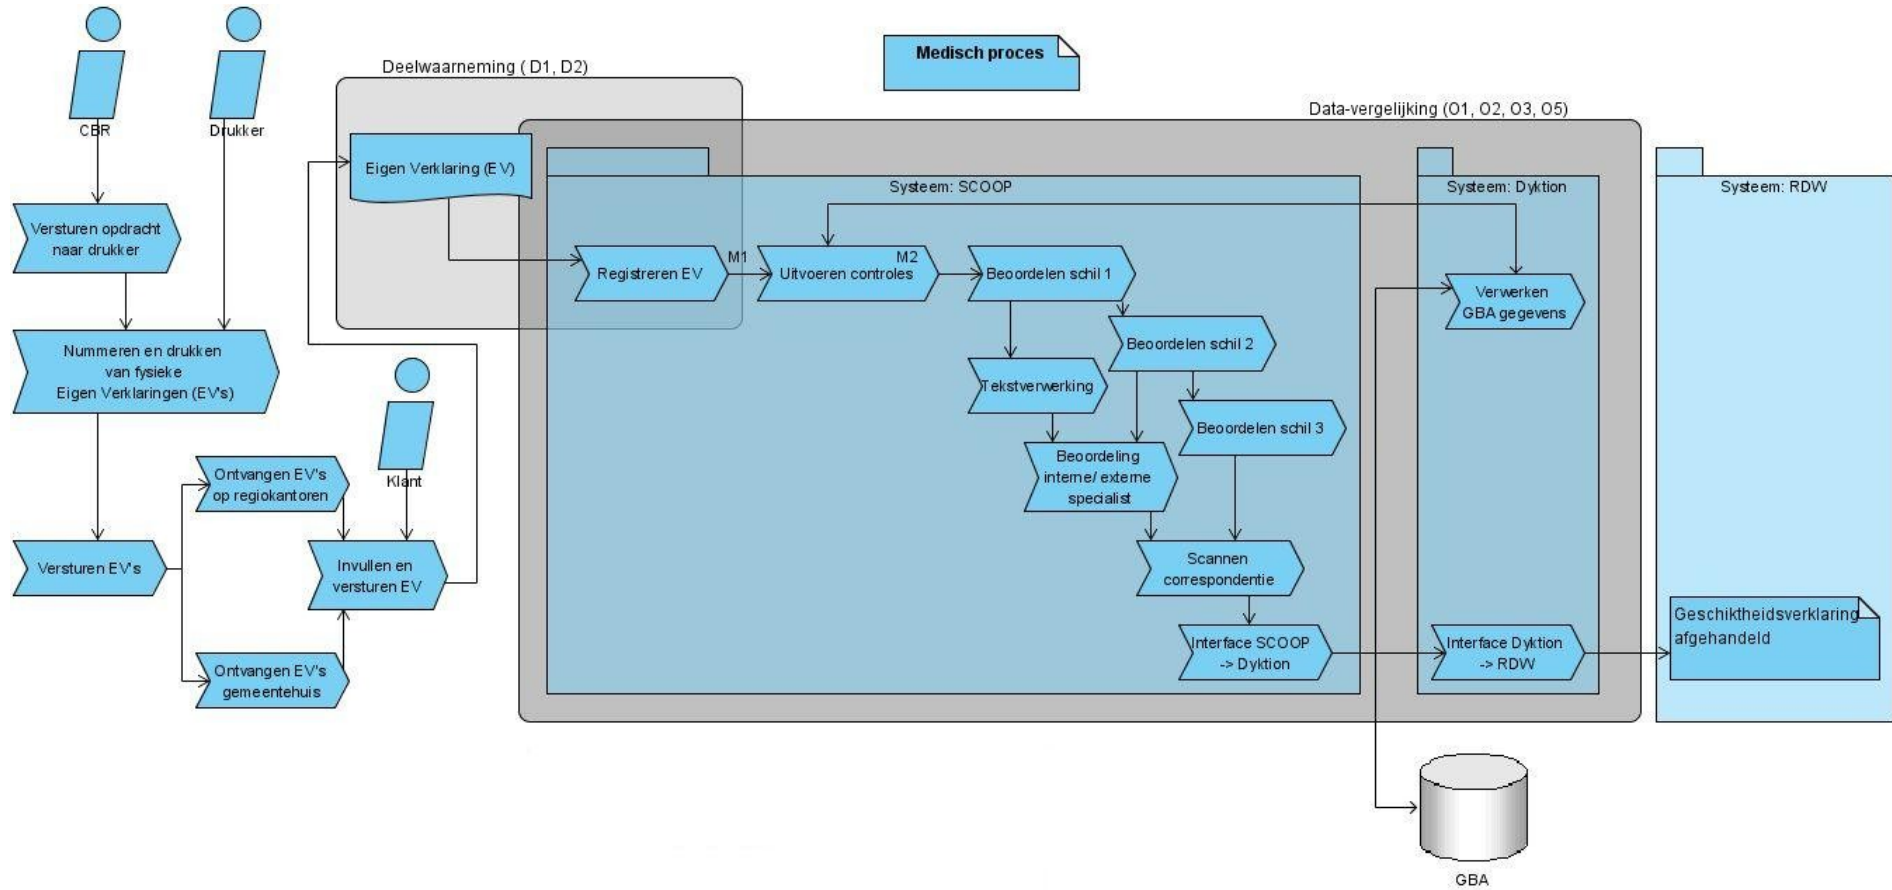 Medisch proces
Deelwaarneming ( D1, D2)
Data-vergelijking (O1, O2, O3, O5)
CBR
Drukker
Eigen Verklaring (EV)
Systeem: SCOOP
Systeem: Dyktion
Systeem: RDW
Versturen opdracht
naar drukker
Registreren EV
M1
M2
Uitvoeren controles
Beoordelen schil 1
Verwerken
GBA gegevens
Nummeren en drukken
van fysieke
Eigen Verklaringen (EV's)
Beoordelen schil 2
Tekstverwerking
Beoordelen schil 3
Beoordeling
interne/ externe
specialist
Klant
Ontvangen EV's
op regiokantoren
Versturen EV's
Invullen en
versturen EV
Scannen
correspondentie
Ontvangen EV's
gemeentehuis
Interface SCOOP
-> Dyktion
Interface Dyktion
-> RDW
Geschiktheidsverklaring
afgehandeld
GBA